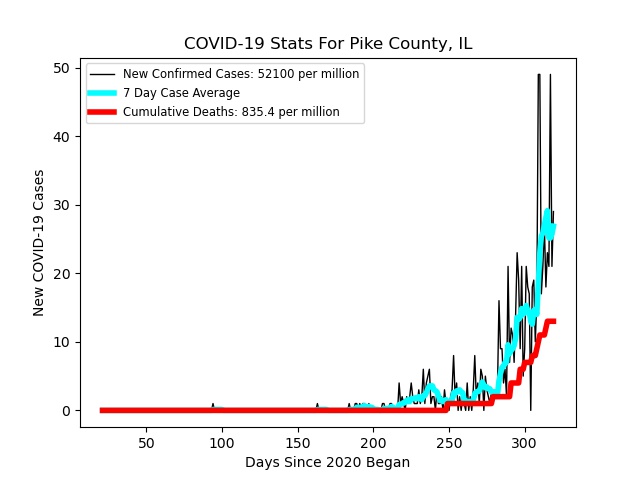 COVID-19 Stats For Pike County, IL
New Confirmed Cases: 52100 per million
7 Day Case Average
Cumulative Deaths: 835.4 per million
New COVID-19 Cases
50
40
30
20
10
0
50 100 150 200 250 300
Days Since 2020 Began